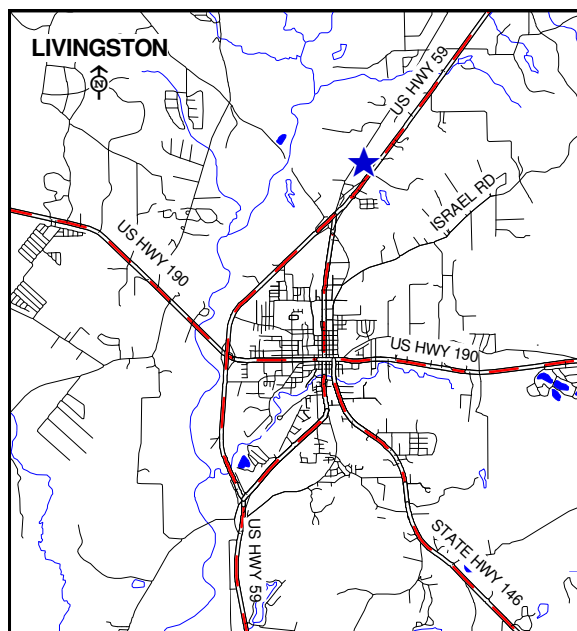 LIVINGSTON
N
US HWY 59
ISRAEL RD
US HWY 190
US HWY 190
STATE HWY 146
US HWY 59